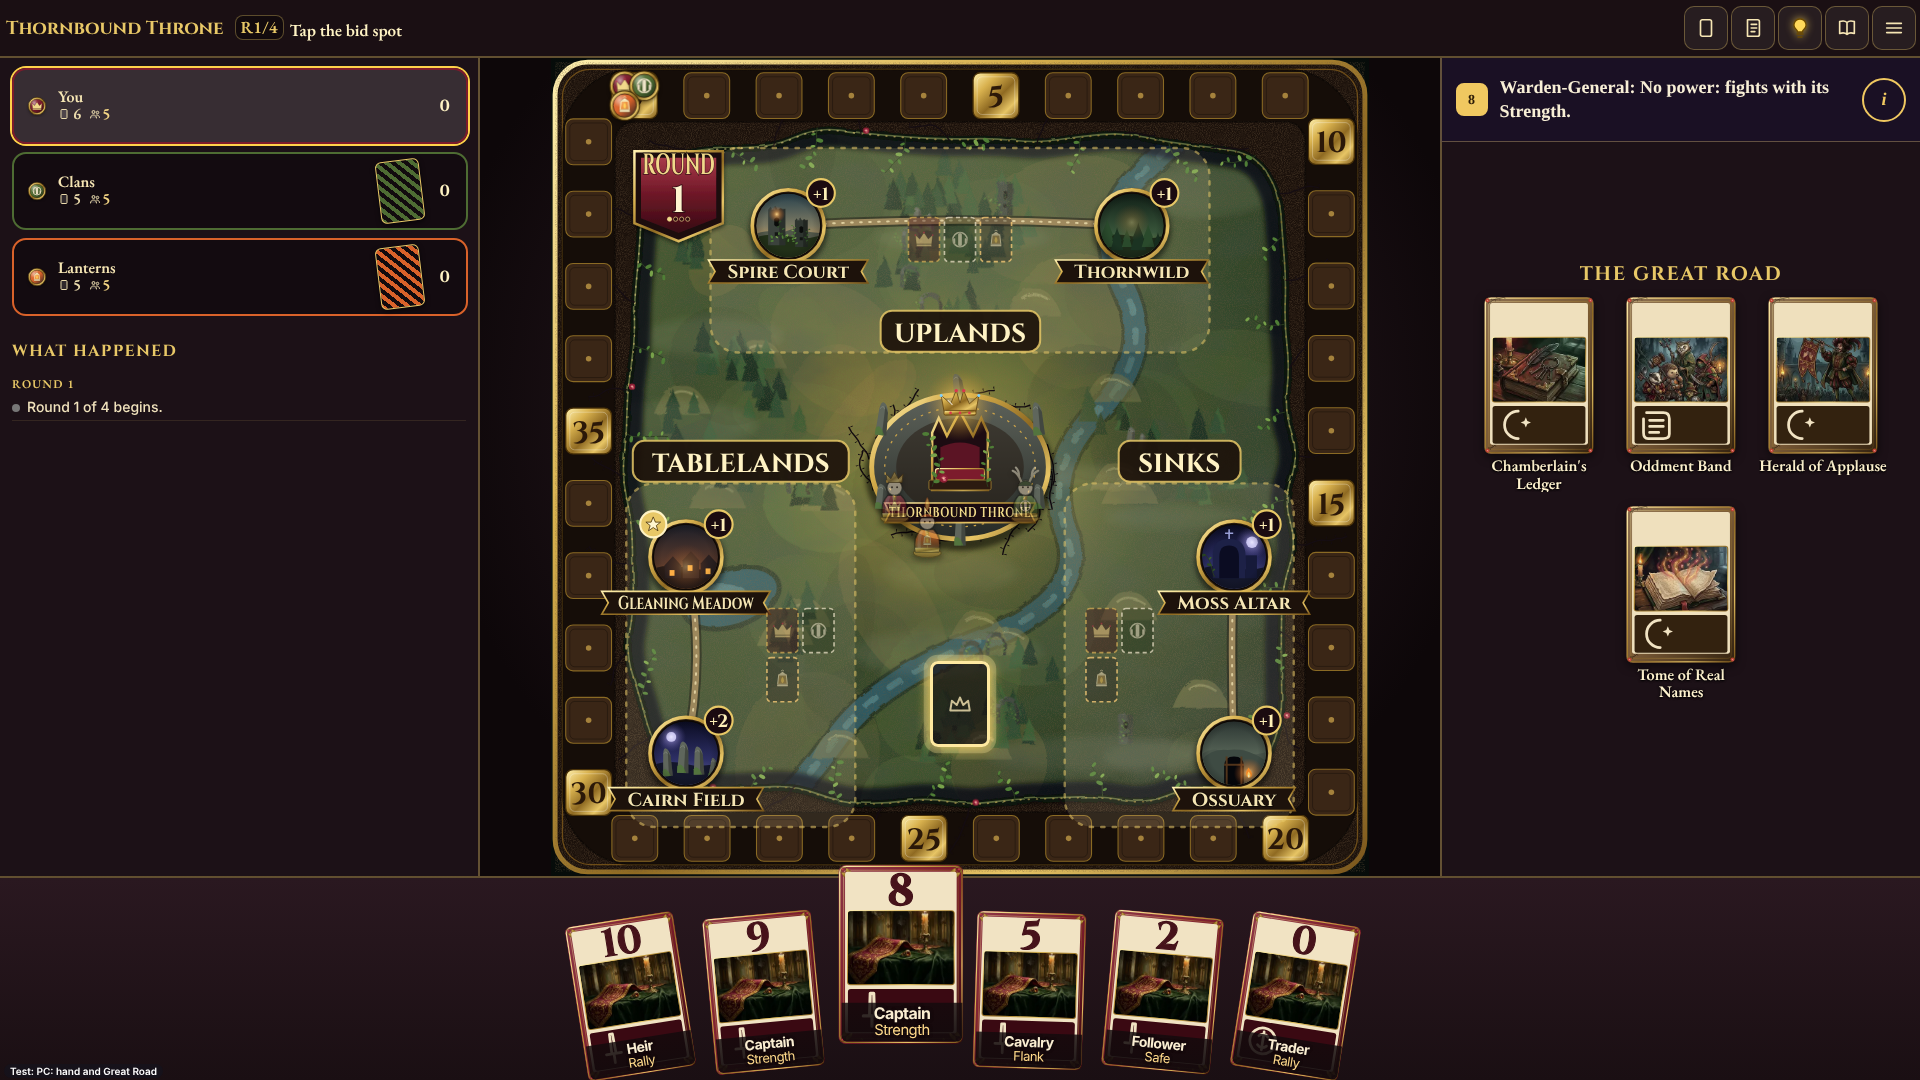 Thornbound Throne R1/4 Tap the bid spot
You
6 5
0
Clans
5 5
0
Lanterns
5 5
0
WHAT HAPPENED
ROUND 1
Round 1 of 4 begins.
5
10
15
20
25
30
35
ROUND
1
+1
+1
SPIRE COURT
THORNWILD
UPLANDS
TABLELANDS
SINKS
THORNBOUND THRONE
+1
+1
GLEANING MEADOW
MOSS ALTAR
+2
+1
CAIRN FIELD
OSSUARY
8
Warden-General: No power: fights with its
Strength.
i
THE GREAT ROAD
Chamberlain's
Ledger
Oddment Band
Herald of Applause
Tome of Real
Names
10
Heir
Rally
9
Captain
Strength
8
Captain
Strength
5
Cavalry
Flank
2
Follower
Safe
0
Trader
Rally
Test: PC: hand and Great Road